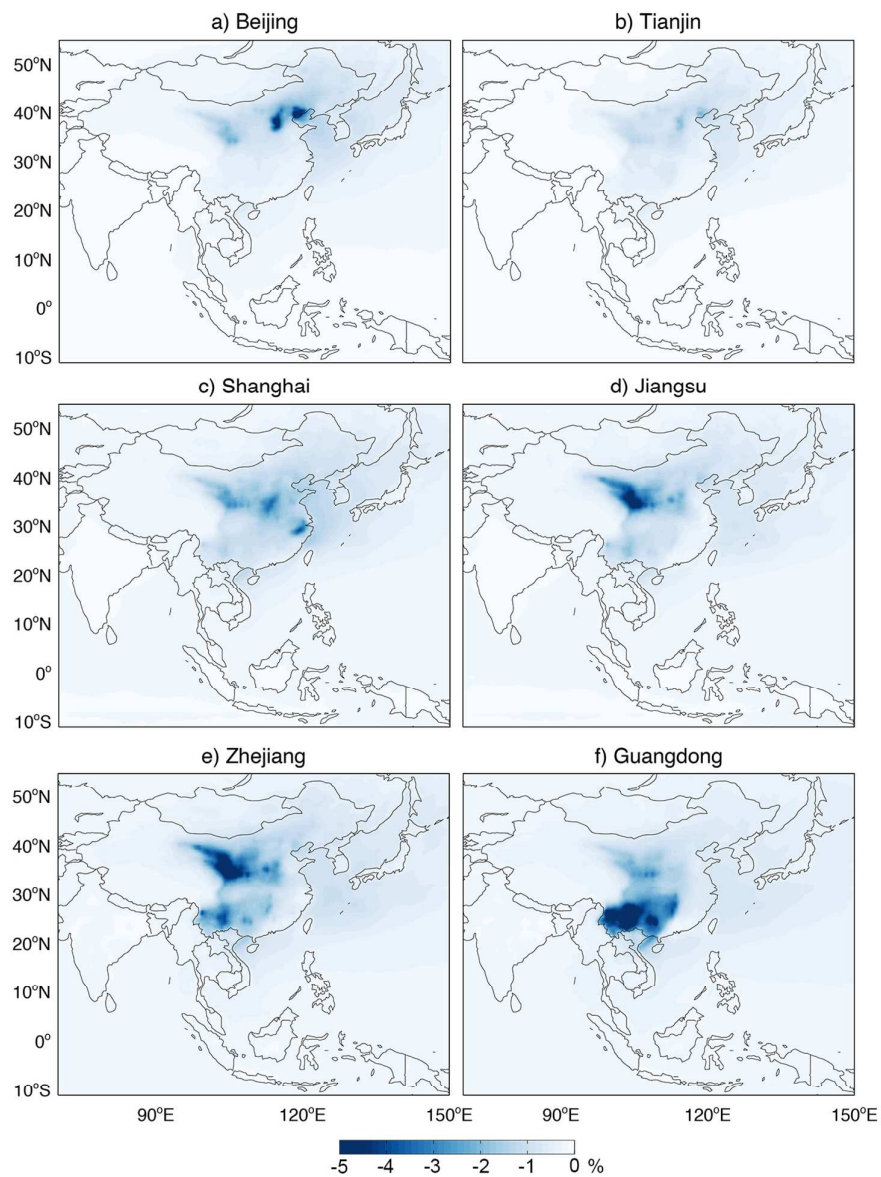 a) Beijing
b) Tianjin
50°N
40°N
30°N
20°N
10°N
0°
10°S
c) Shanghai
d) Jiangsu
50°N
40°N
30°N
20°N
10°N
0°
10°S
e) Zhejiang
f) Guangdong
50°N
40°N
30°N
20°N
10°N
0°
10°S
90°E 120°E 150°E 90°E 120°E 150°E
-5 -4 -3 -2 -1 0 %